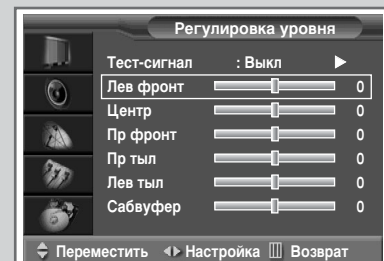 Регулировка уровня
Тест-сигнал : Выкл
Лев фронт 0
Центр 0
Пр фронт 0
Пр тыл 0
Лев тыл 0
Сабвуфер 0
Переместить Настройка Возврат